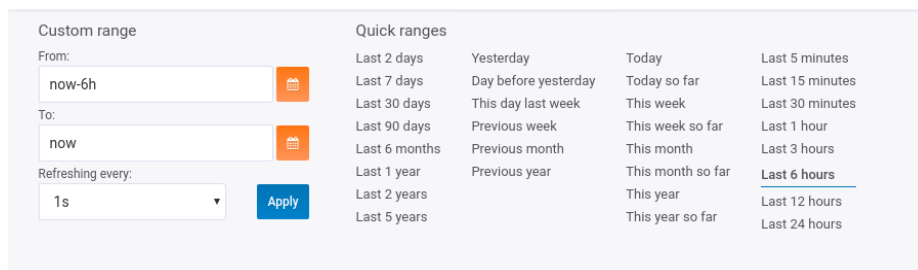 Custom range
From:
now-6h
To:
now
Refreshing every:
1s
Apply
Quick ranges
Last 2 days
Last 7 days
Last 30 days
Last 90 days
Last 6 months
Last 1 year
Last 2 years
Last 5 years
Yesterday
Day before yesterday
This day last week
Previous week
Previous month
Previous year
Today
Today so far
This week
This week so far
This month
This month so far
This year
This year so far
Last 5 minutes
Last 15 minutes
Last 30 minutes
Last 1 hour
Last 3 hours
Last 6 hours
Last 12 hours
Last 24 hours